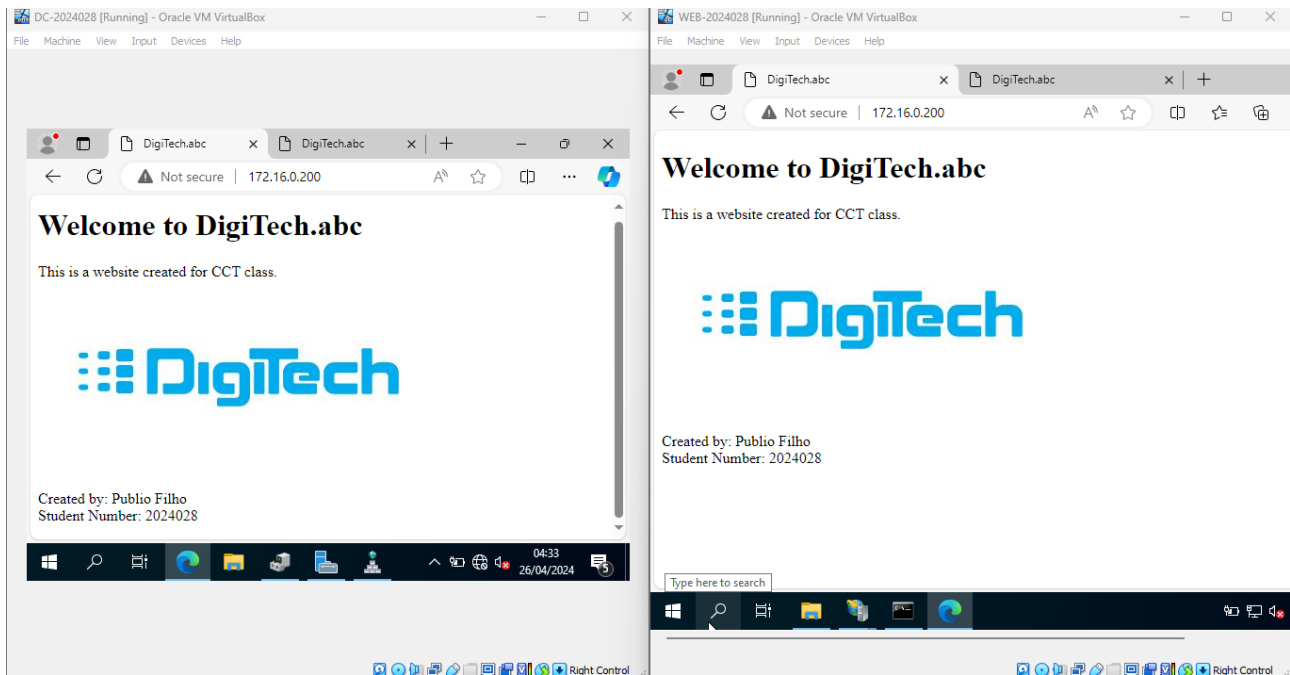 DC-2024028 [Running] - Oracle VM VirtualBox
File Machine View Input Devices Help
DigiTech.abc
DigiTech.abc
Not secure
172.16.0.200
Welcome to DigiTech.abc
This is a website created for CCT class.
DigiTech
Created by: Publio Filho
Student Number: 2024028
04:33
26/04/2024
5
Right Control
WEB-2024028 [Running] - Oracle VM VirtualBox
File Machine View Input Devices Help
DigiTech.abc
DigiTech.abc
Not secure
172.16.0.200
Welcome to DigiTech.abc
This is a website created for CCT class.
DigiTech
Created by: Publio Filho
Student Number: 2024028
Type here to search
Right Control